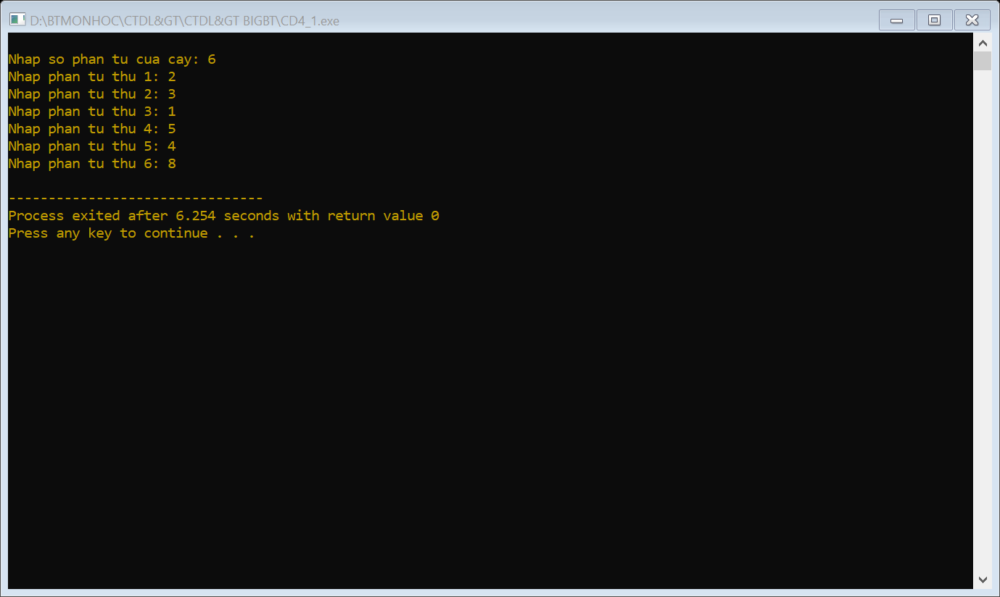 D:\BTMONHOC\CTDL&GT\CTDL&GT BIGBT\CD4_1.exe
Nhap so phan tu cua cay: 6
Nhap phan tu thu 1: 2
Nhap phan tu thu 2: 3
Nhap phan tu thu 3: 1
Nhap phan tu thu 4: 5
Nhap phan tu thu 5: 4
Nhap phan tu thu 6: 8
--------------------------------
Process exited after 6.254 seconds with return value 0
Press any key to continue . . .